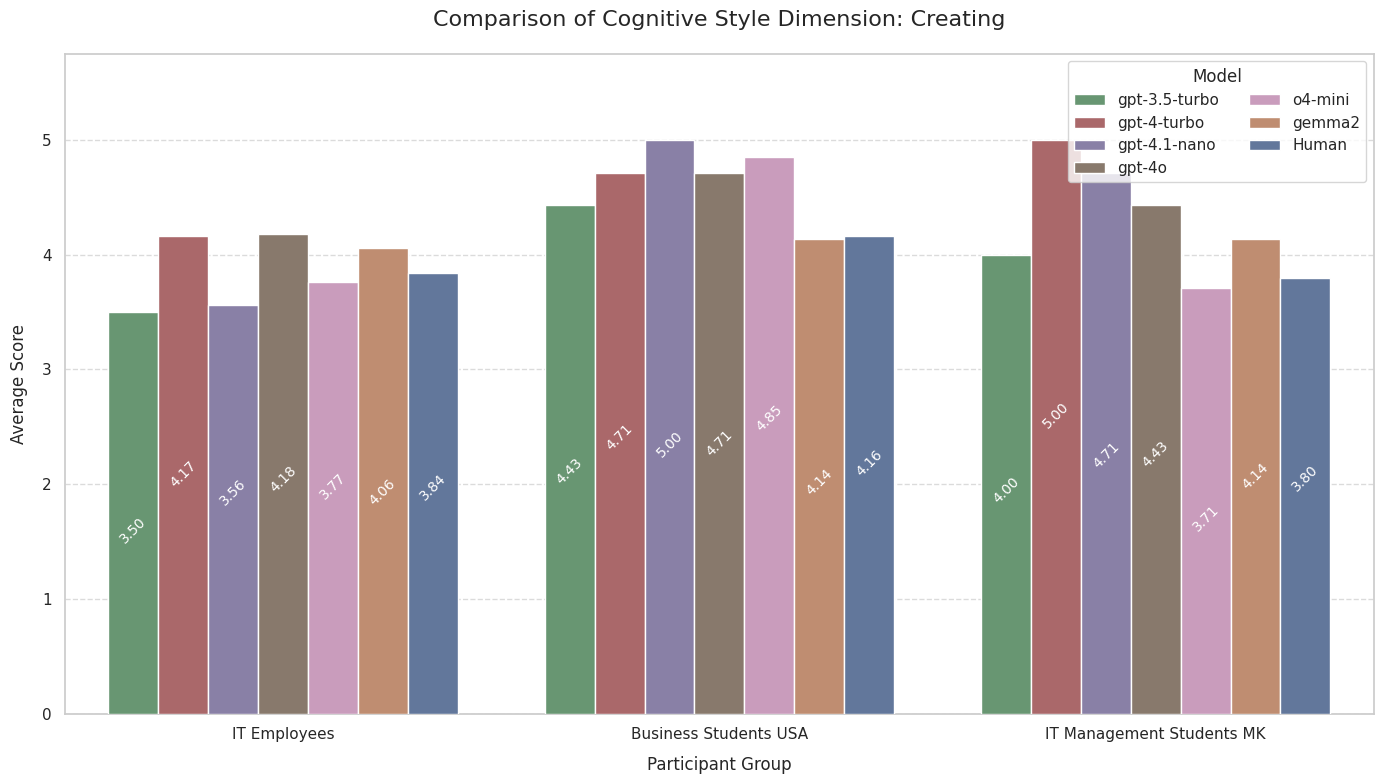 Comparison of Cognitive Style Dimension: Creating
Model
gpt-3.5-turbo
gpt-4-turbo
gpt-4.1-nano
gpt-4o
o4-mini
gemma2
Human
Average Score
5
4
3
2
1
0
3.50
4.17
3.56
4.18
3.77
4.06
3.84
4.43
4.71
5.00
4.71
4.85
4.14
4.16
4.00
5.00
4.71
4.43
3.71
4.14
3.80
IT Employees
Business Students USA
IT Management Students MK
Participant Group